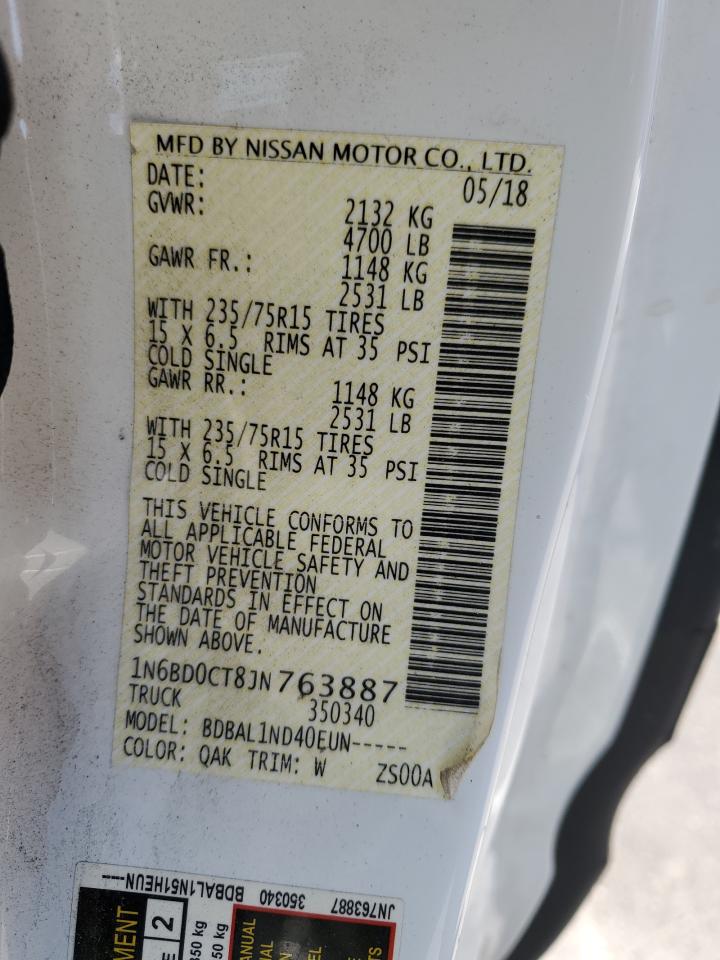 MFD BY NISSAN MOTOR CO., LTD.
DATE: 05/18
GVWR: 2132 KG
4700 LB
GAWR FR.: 1148 KG
2531 LB
WITH 235/75R15 TIRES
15 X 6.5 RIMS AT 35 PSI
COLD SINGLE
GAWR RR.: 1148 KG
2531 LB
WITH 235/75R15 TIRES
15 X 6.5 RIMS AT 35 PSI
COLD SINGLE
THIS VEHICLE CONFORMS TO
ALL APPLICABLE FEDERAL
MOTOR VEHICLE SAFETY AND
THEFT PREVENTION
STANDARDS IN EFFECT ON
THE DATE OF MANUFACTURE
SHOWN ABOVE.
1N6BD0CT8JN763887
TRUCK 350340
MODEL: BDBAL1ND40EUN-----
COLOR: QAK TRIM: W ZS00A
JN763887 350340 BDBAL1N51HEUN---
2